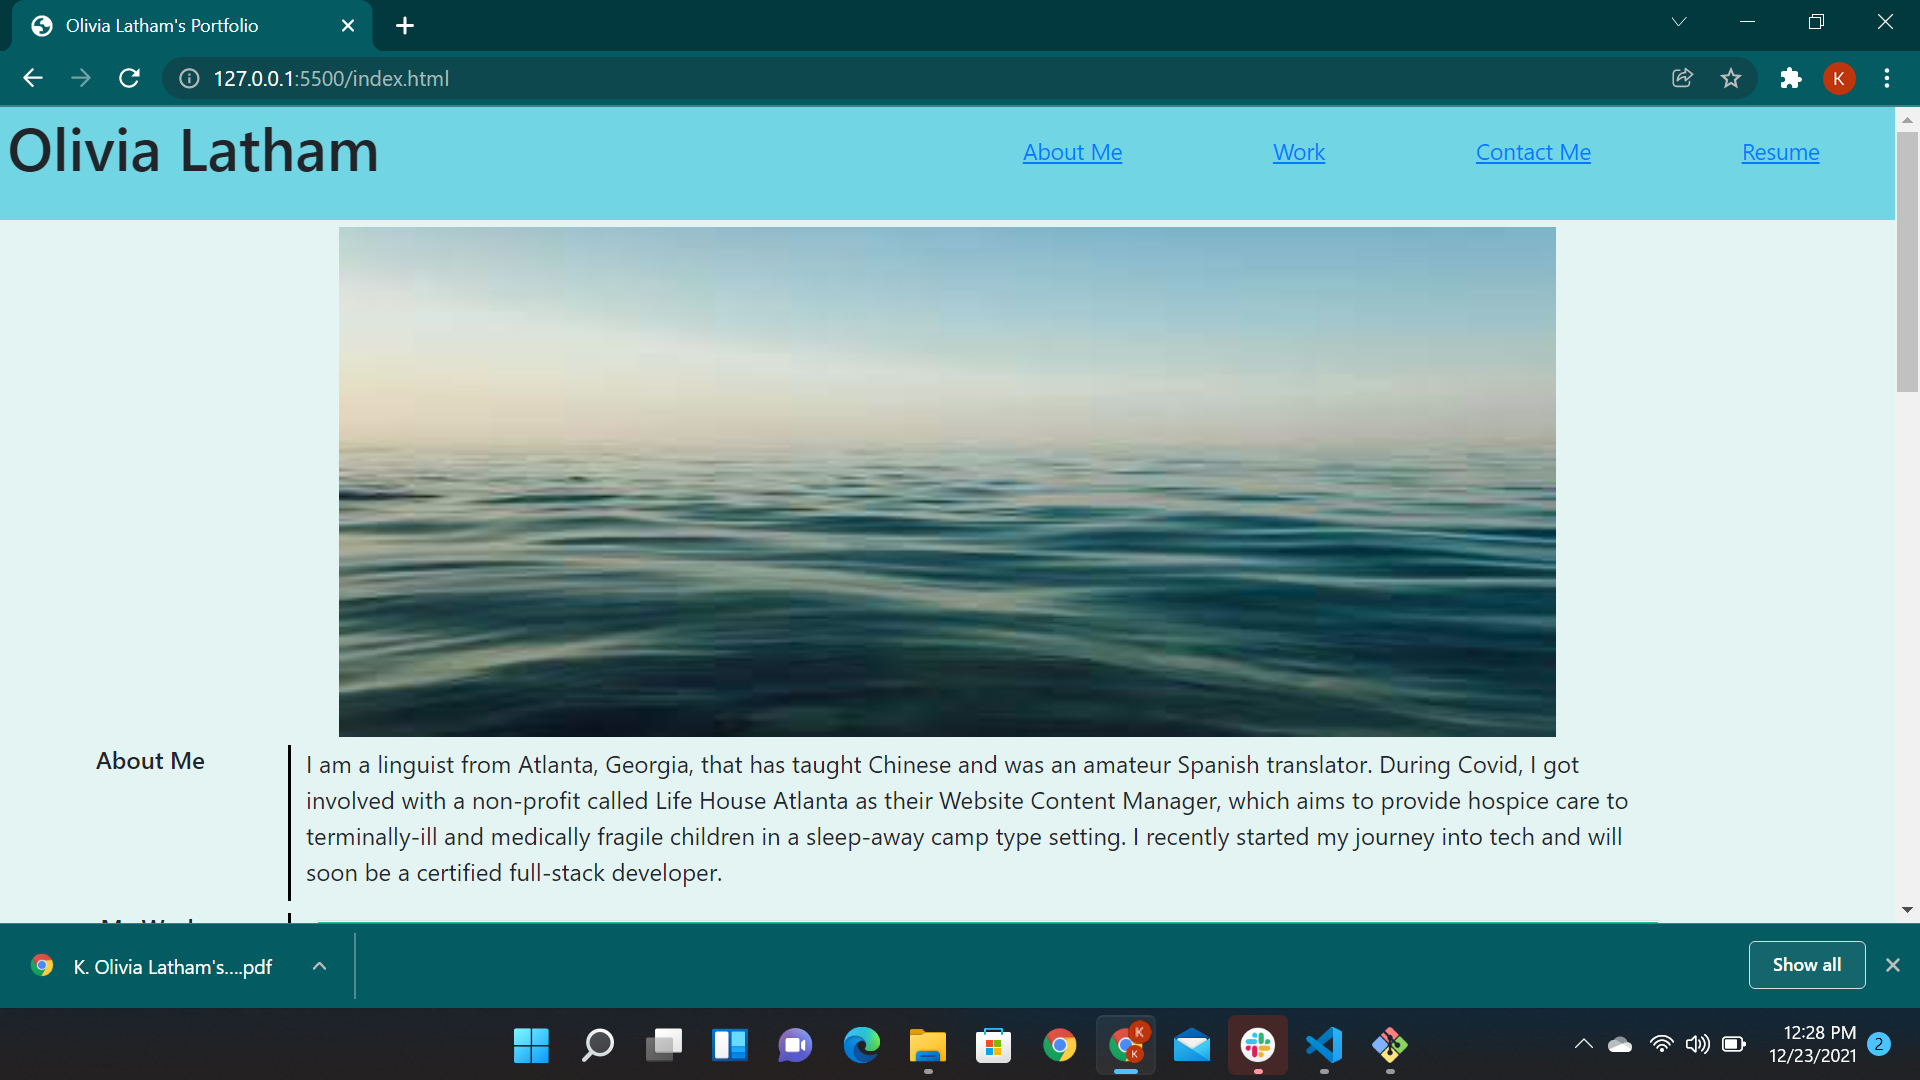 Olivia Latham's Portfolio
127.0.0.1:5500/index.html
K
Olivia Latham
About Me
Work
Contact Me
Resume
About Me
I am a linguist from Atlanta, Georgia, that has taught Chinese and was an amateur Spanish translator. During Covid, I got
involved with a non-profit called Life House Atlanta as their Website Content Manager, which aims to provide hospice care to
terminally-ill and medically fragile children in a sleep-away camp type setting. I recently started my journey into tech and will
soon be a certified full-stack developer.
My Work
K. Olivia Latham's....pdf
Show all
K
K
12:28 PM
12/23/2021
2